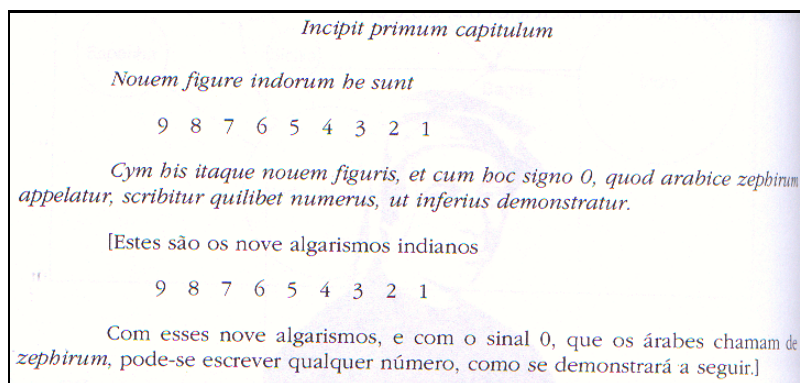 Incipit primum capitulum
Nouem figure indorum he sunt
9 8 7 6 5 4 3 2 1
Cym his itaque nouem figuris, et cum hoc signo 0, quod arabice zephirum
appelatur, scribitur quilibet numerus, ut inferius demonstratur.
[Estes são os nove algarismos indianos
9 8 7 6 5 4 3 2 1
Com esses nove algarismos, e com o sinal 0, que os árabes chamam de
zephirum, pode-se escrever qualquer número, como se demonstrará a seguir.]